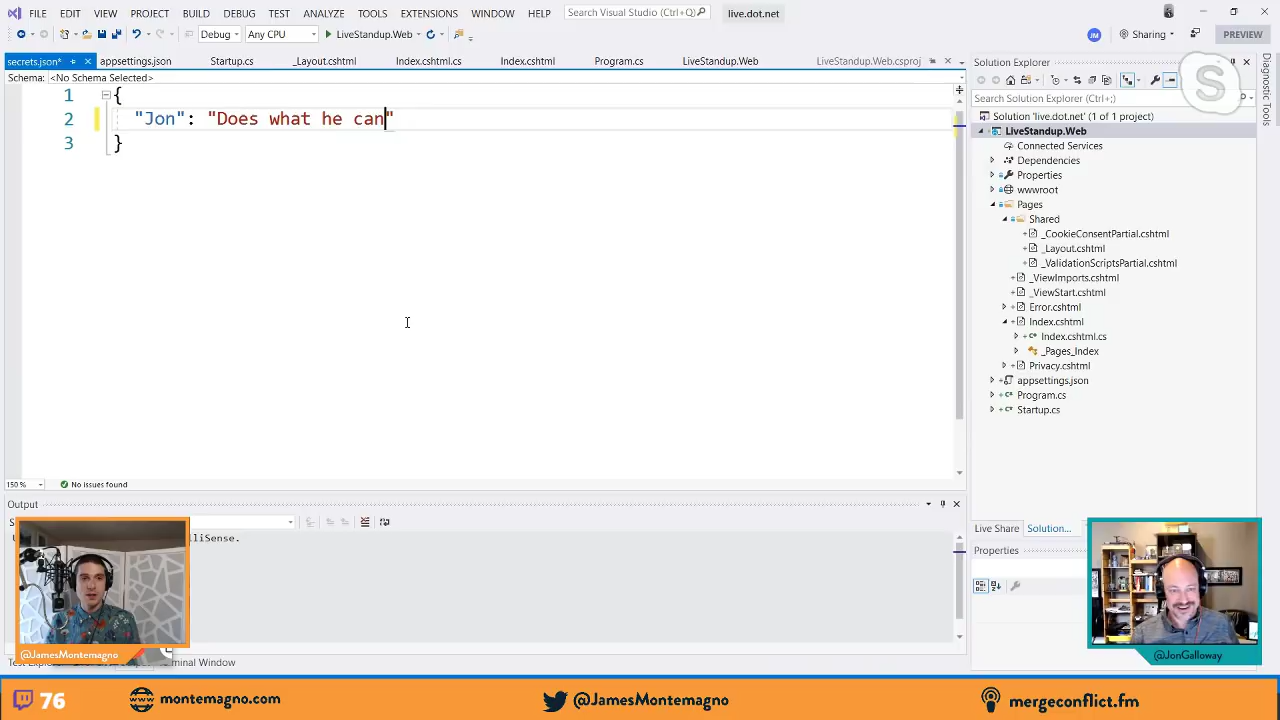 FILE EDIT VIEW PROJECT BUILD DEBUG TEST ANALYZE TOOLS EXTENSIONS WINDOW HELP Search Visual Studio (Ctrl+Q) live.dot.net
Debug Any CPU LiveStandup.Web JM Sharing PREVIEW
secrets.json* appsettings.json Startup.cs _Layout.cshtml Index.cshtml.cs Index.cshtml Program.cs LiveStandup.Web LiveStandup.Web.csproj
Schema: <No Schema Selected>
1 {
2 "Jon": "Does what he can"
3 }
150 % No issues found
Solution Explorer
Search Solution Explorer (Ctrl+;)
Solution 'live.dot.net' (1 of 1 project)
LiveStandup.Web
Connected Services
Dependencies
Properties
wwwroot
Pages
Shared
_CookieConsentPartial.cshtml
_Layout.cshtml
_ValidationScriptsPartial.cshtml
_ViewImports.cshtml
_ViewStart.cshtml
Error.cshtml
Index.cshtml
Index.cshtml.cs
_Pages_Index
Privacy.cshtml
appsettings.json
Program.cs
Startup.cs
Live Share Solution...
Properties
Diagnostic Tools
Output
liSense.
@JamesMontemagno
@JonGalloway
76 montemagno.com @JamesMontemagno mergeconflict.fm